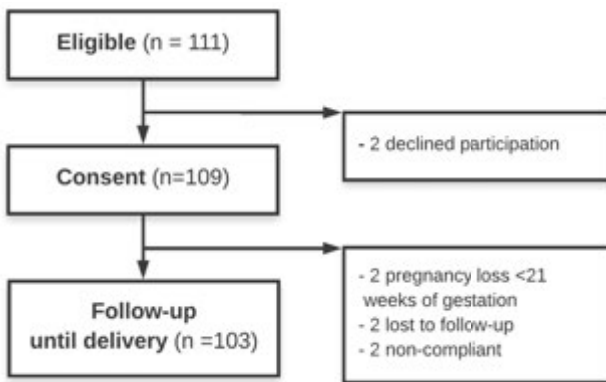 Eligible (n = 111)
- 2 declined participation
Consent (n=109)
- 2 pregnancy loss <21
weeks of gestation
- 2 lost to follow-up
- 2 non-compliant
Follow-up
until delivery (n =103)